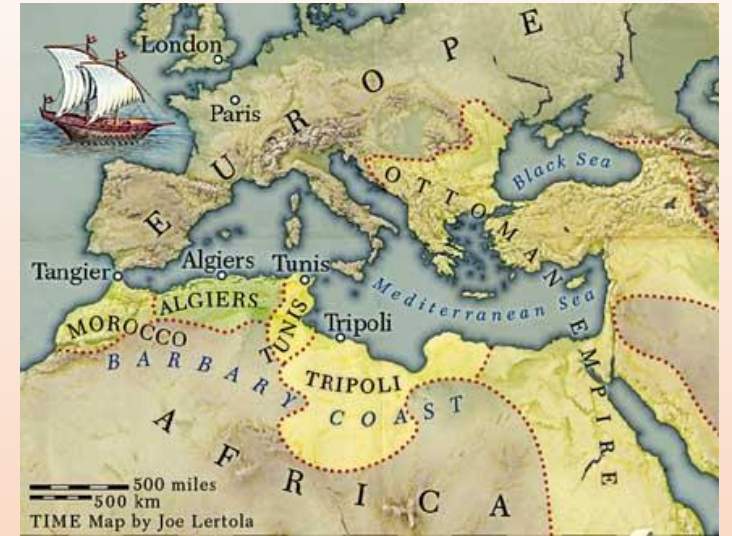 EUROPE
London
Paris
OTTOMAN EMPIRE
Black Sea
Tangier
Algiers
Tunis
Mediterranean Sea
ALGIERS
MOROCCO
TUNIS
Tripoli
BARBARY COAST
TRIPOLI
AFRICA
500 miles
500 km
TIME Map by Joe Lertola